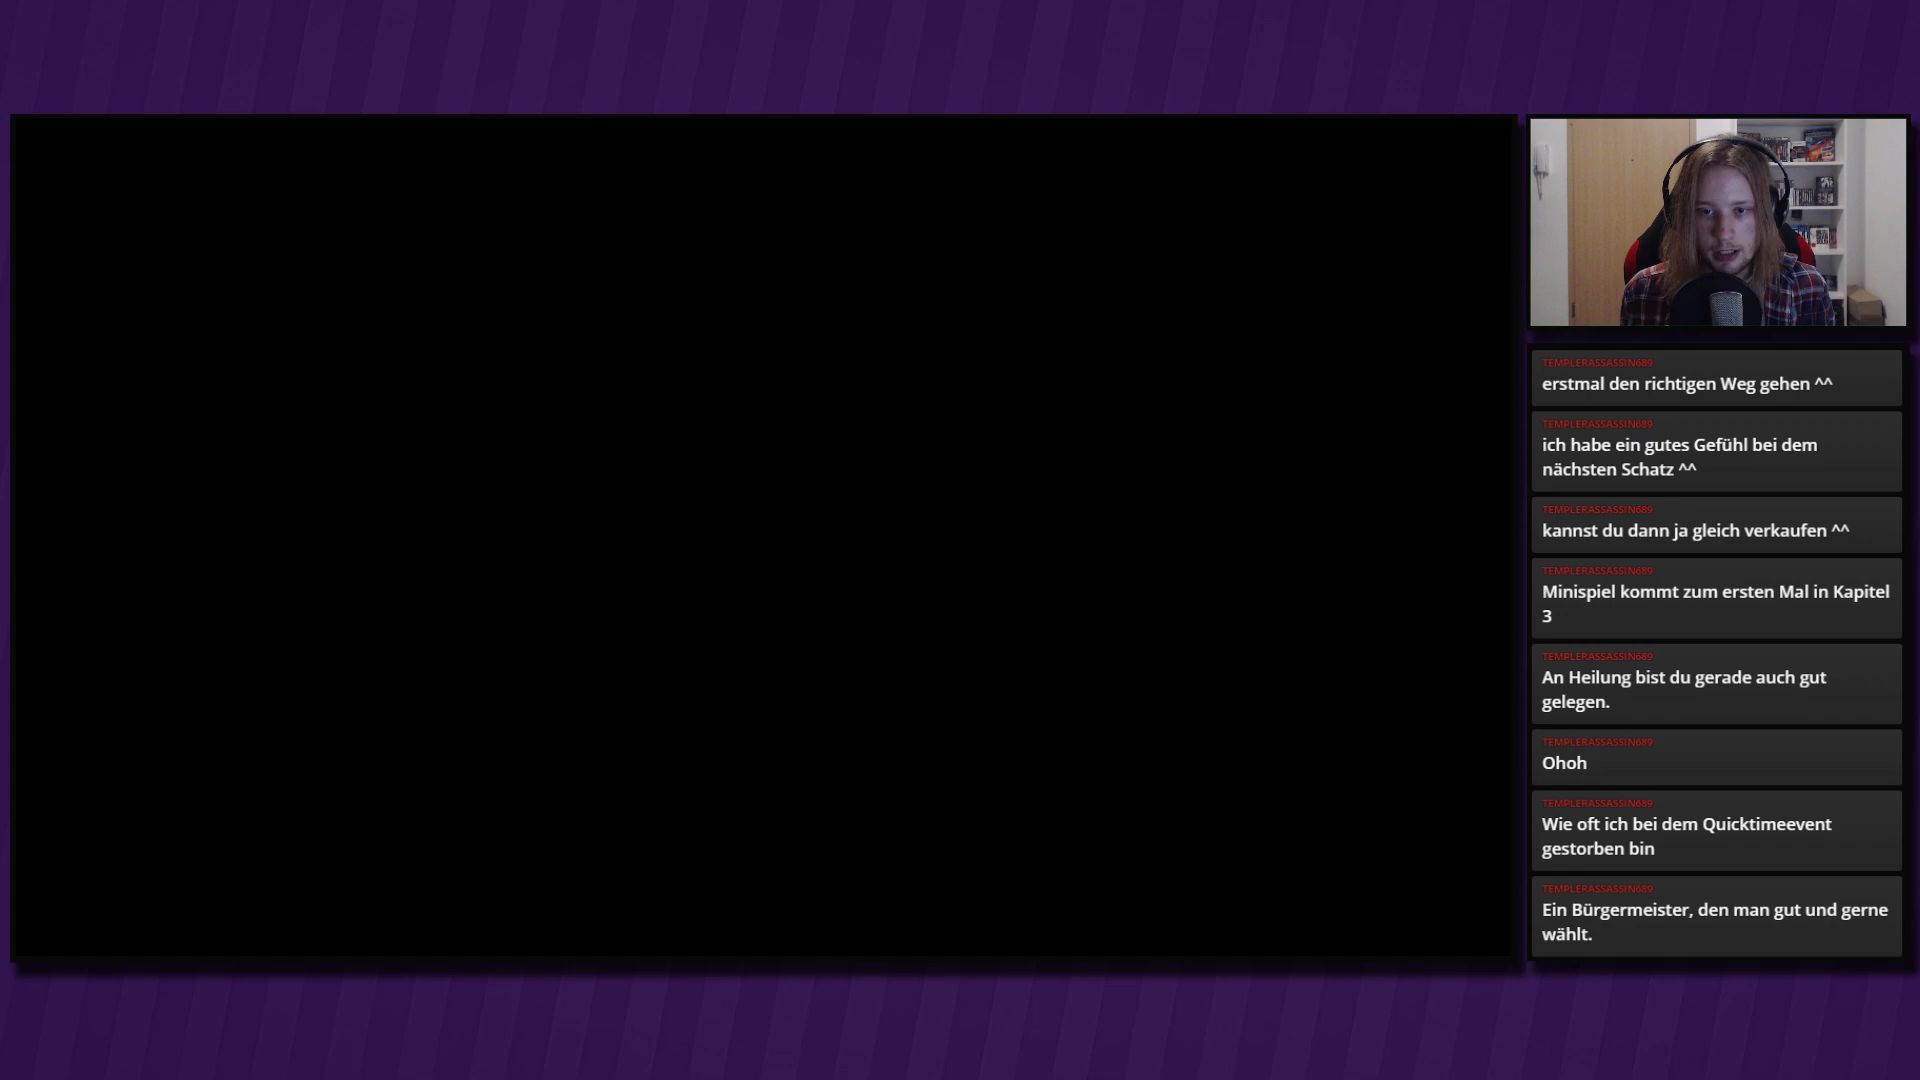 TEMPLERASSASSIN689
erstmal den richtigen Weg gehen ^^
TEMPLERASSASSIN689
ich habe ein gutes Gefühl bei dem
nächsten Schatz ^^
TEMPLERASSASSIN689
kannst du dann ja gleich verkaufen ^^
TEMPLERASSASSIN689
Minispiel kommt zum ersten Mal in Kapitel
3
TEMPLERASSASSIN689
An Heilung bist du gerade auch gut
gelegen.
TEMPLERASSASSIN689
Ohoh
TEMPLERASSASSIN689
Wie oft ich bei dem Quicktimeevent
gestorben bin
TEMPLERASSASSIN689
Ein Bürgermeister, den man gut und gerne
wählt.